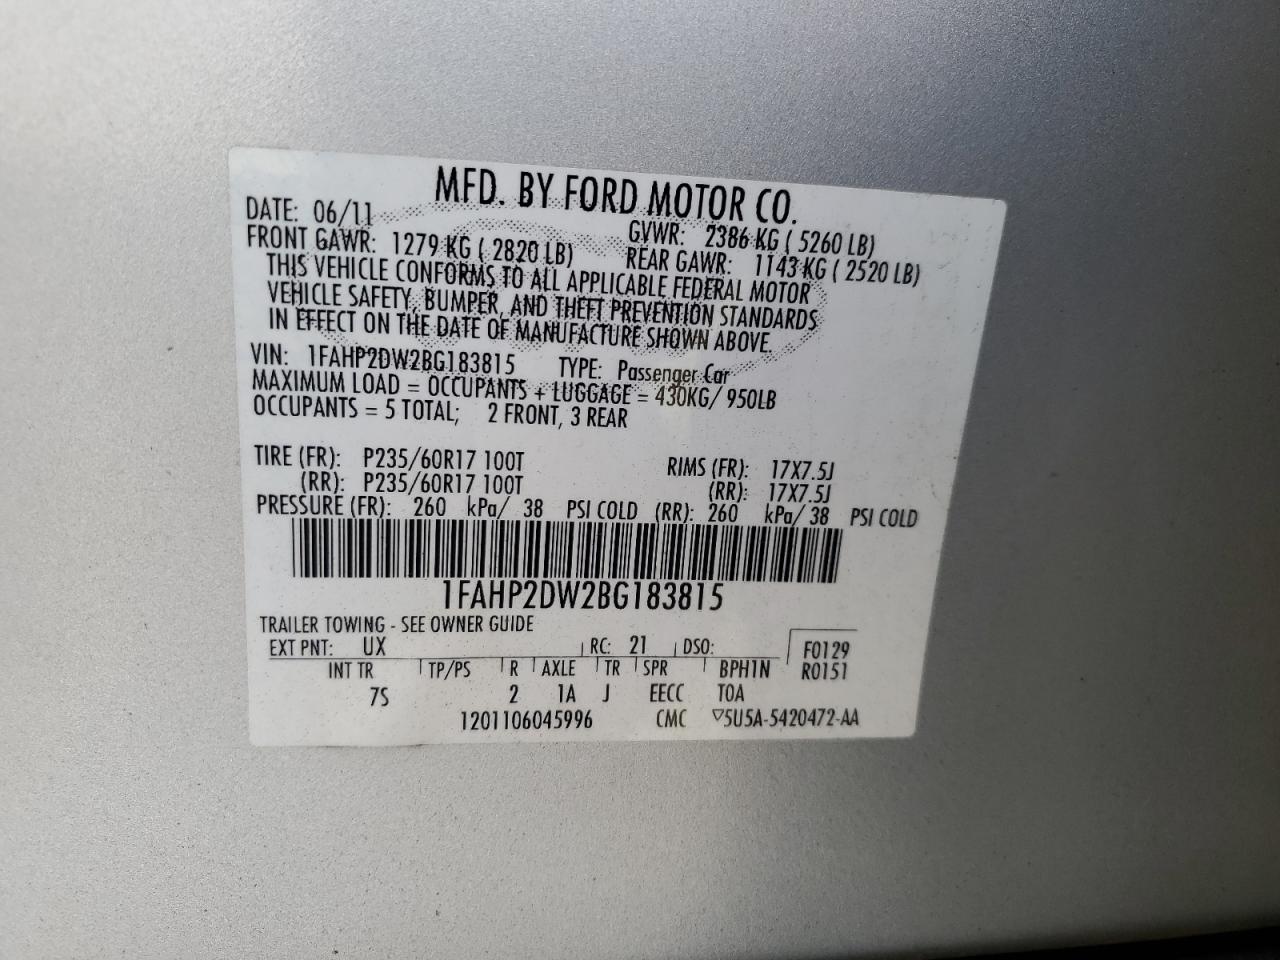 MFD. BY FORD MOTOR CO.
DATE: 06/11 GVWR: 2386 KG ( 5260 LB)
FRONT GAWR: 1279 KG ( 2820 LB) REAR GAWR: 1143 KG ( 2520 LB)
THIS VEHICLE CONFORMS TO ALL APPLICABLE FEDERAL MOTOR
VEHICLE SAFETY, BUMPER, AND THEFT PREVENTION STANDARDS
IN EFFECT ON THE DATE OF MANUFACTURE SHOWN ABOVE.
VIN: 1FAHP2DW2BG183815 TYPE: Passenger Car
MAXIMUM LOAD = OCCUPANTS + LUGGAGE = 430KG/ 950LB
OCCUPANTS = 5 TOTAL; 2 FRONT, 3 REAR
TIRE (FR): P235/60R17 100T RIMS (FR): 17X7.5J
(RR): P235/60R17 100T (RR): 17X7.5J
PRESSURE (FR): 260 kPa/ 38 PSI COLD (RR): 260 kPa/ 38 PSI COLD
1FAHP2DW2BG183815
TRAILER TOWING - SEE OWNER GUIDE
EXT PNT: UX RC: 21 DSO: F0129
INT TR TP/PS R AXLE TR SPR BPH1N R0151
7S 2 1A J EECC TOA
1201106045996 CMC ▽5U5A-5420472-AA